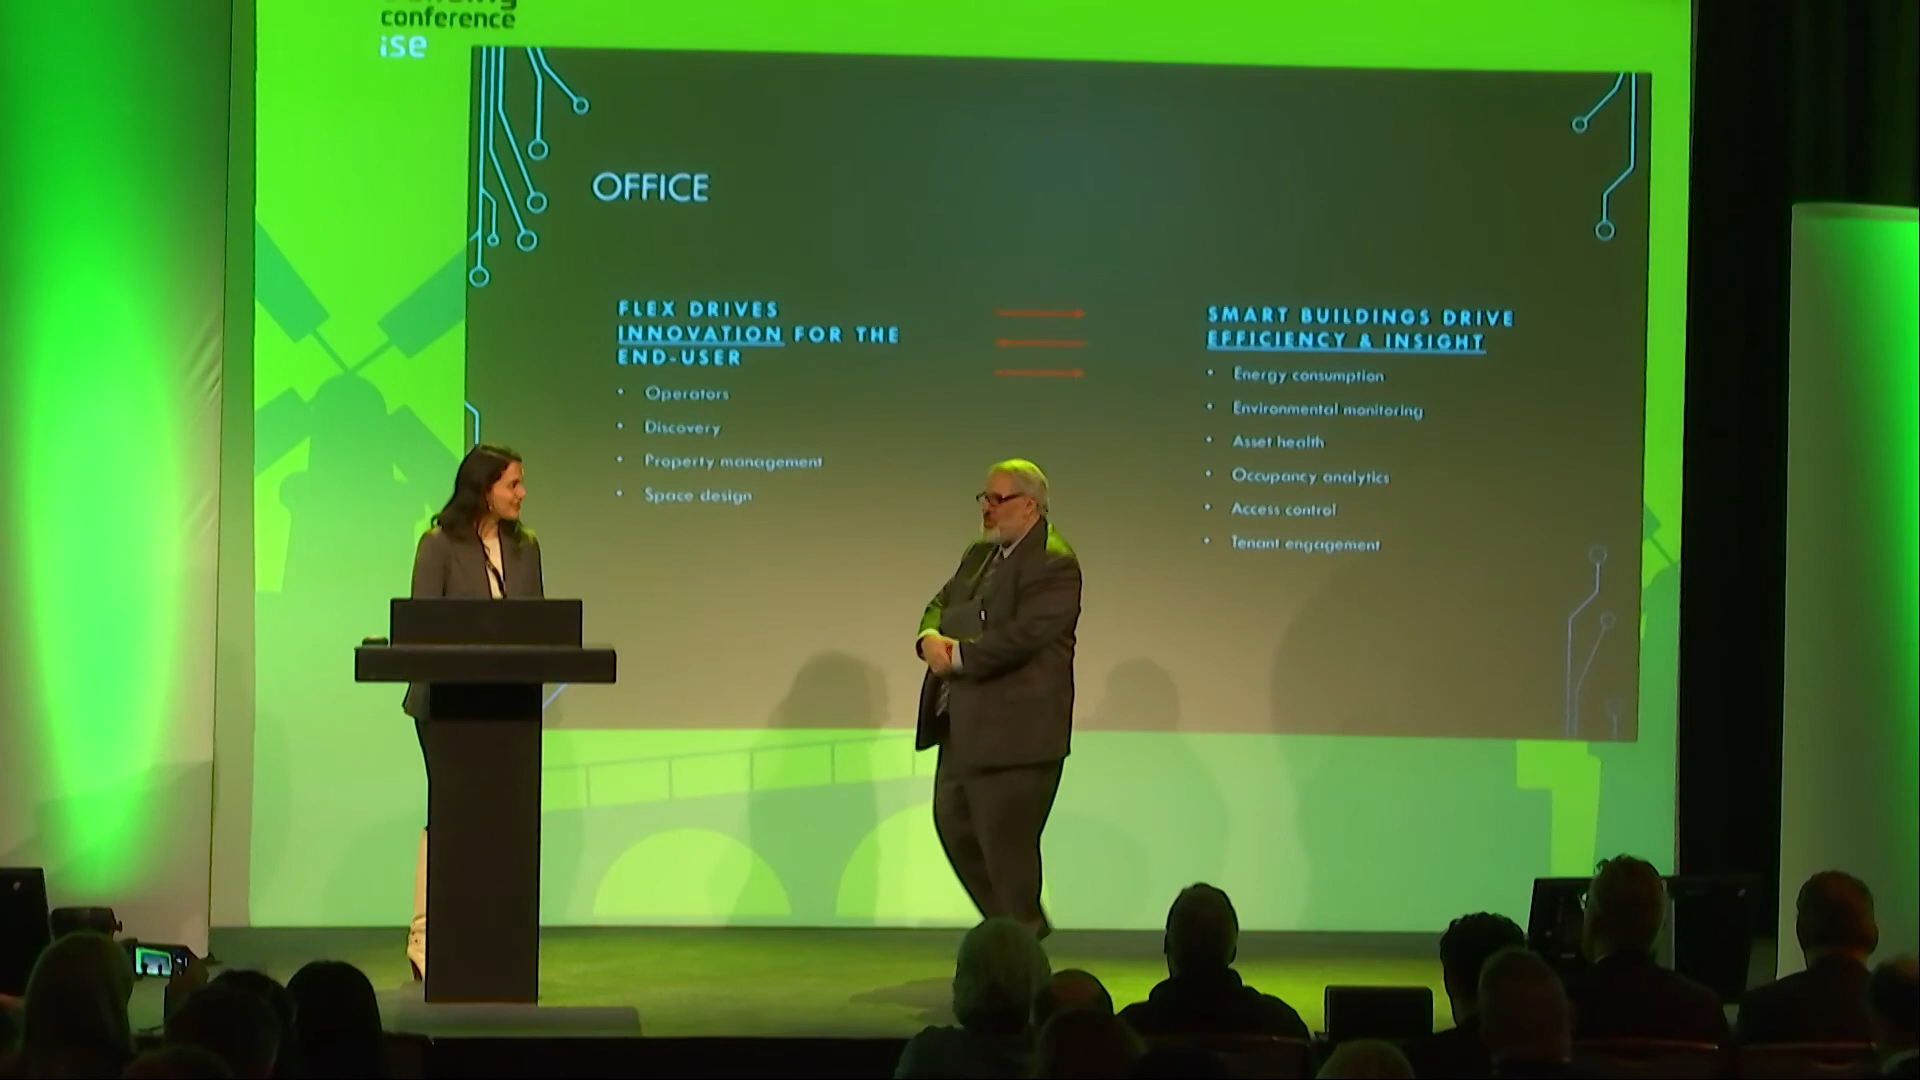 conference
ise
OFFICE
FLEX DRIVES
INNOVATION FOR THE
END-USER
• Operators
• Discovery
• Property management
• Space design
SMART BUILDINGS DRIVE
EFFICIENCY & INSIGHT
• Energy consumption
• Environmental monitoring
• Asset health
• Occupancy analytics
• Access control
• Tenant engagement